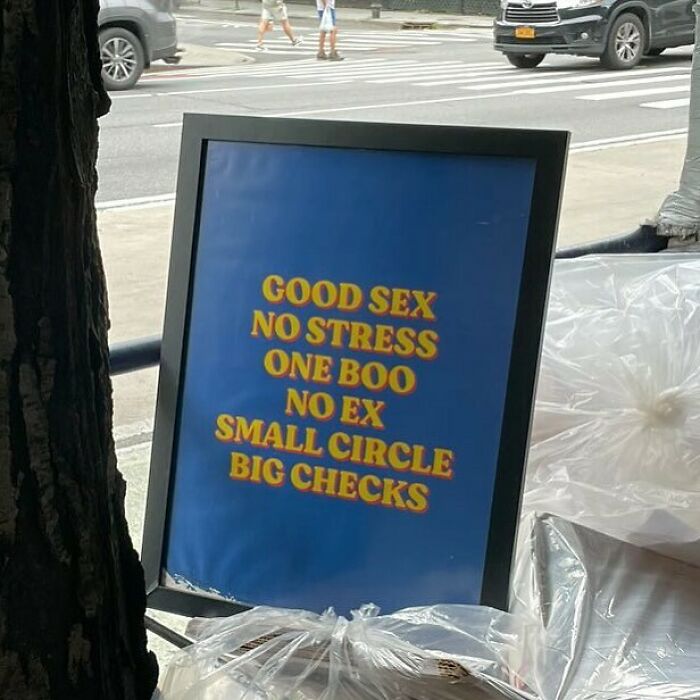 GOOD SEX
NO STRESS
ONE BOO
NO EX
SMALL CIRCLE
BIG CHECKS